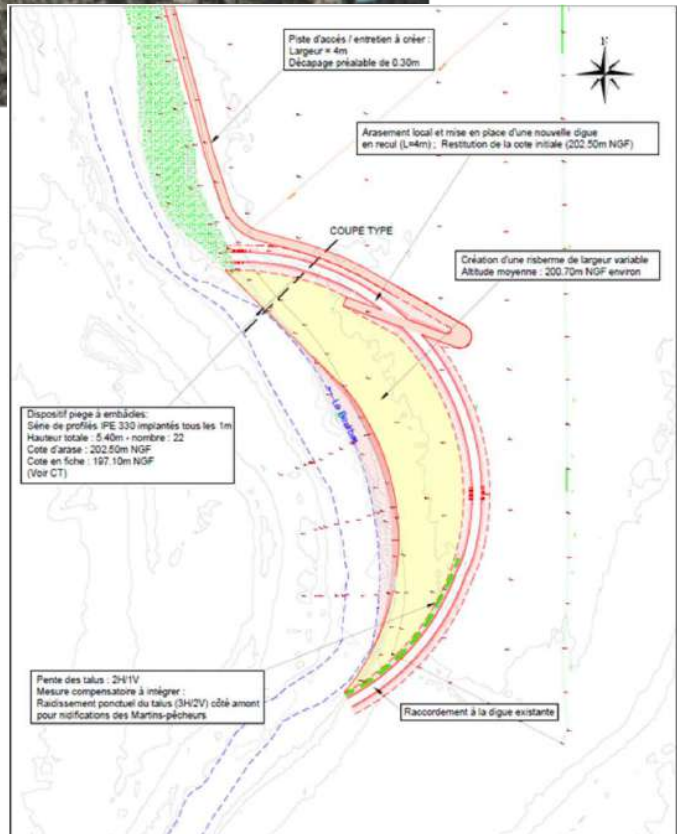 Piste d'accès / entretien à créer :
Largeur = 4m
Décapage préalable de 0.30m
N
Arasement local et mise en place d'une nouvelle digue
en recul (L=4m) ; Restitution de la cote initiale (202.50m NGF)
COUPE TYPE
Création d'une risberme de largeur variable
Altitude moyenne : 200.70m NGF environ
Dispositif piege à embâcles:
Série de profilés IPE 330 implantés tous les 1m
Hauteur totale : 5.40m - nombre : 22
Cote d'arase : 202.50m NGF
Cote en fiche : 197.10m NGF
(Voir CT)
Pente des talus : 2H/1V
Mesure compensatoire à intégrer :
Raidissement ponctuel du talus (3H/2V) côté amont
pour nidifications des Martins-pêcheurs
Raccordement à la digue existante